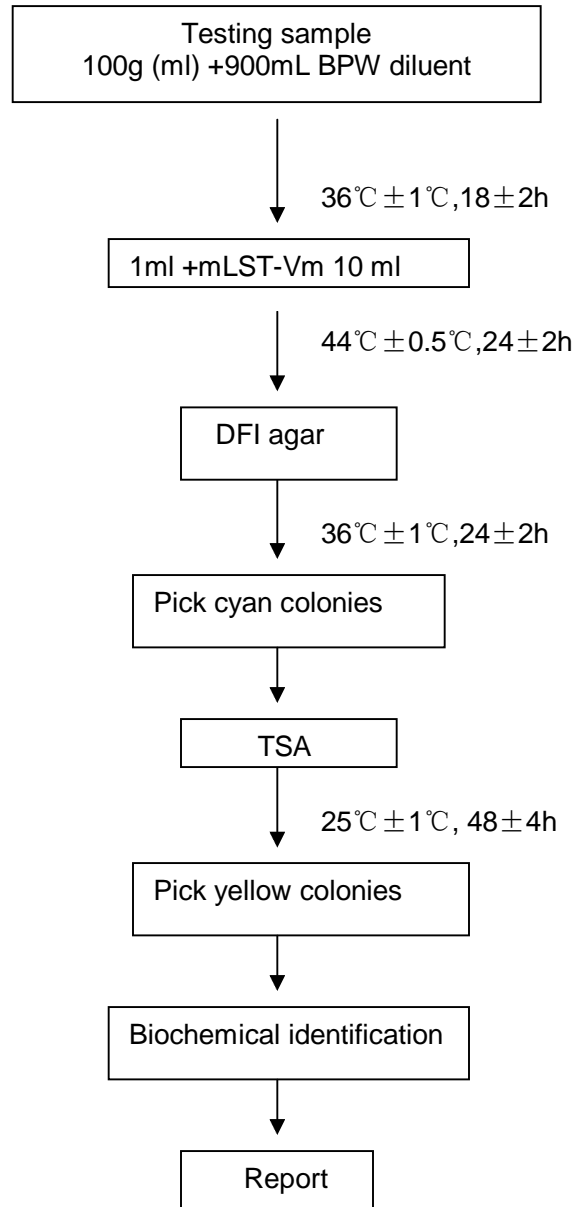 Testing sample
100g (ml) +900mL BPW diluent
36℃±1℃,18±2h
1ml +mLST-Vm 10 ml
44℃±0.5℃,24±2h
DFI agar
36℃±1℃,24±2h
Pick cyan colonies
TSA
25℃±1℃, 48±4h
Pick yellow colonies
Biochemical identification
Report